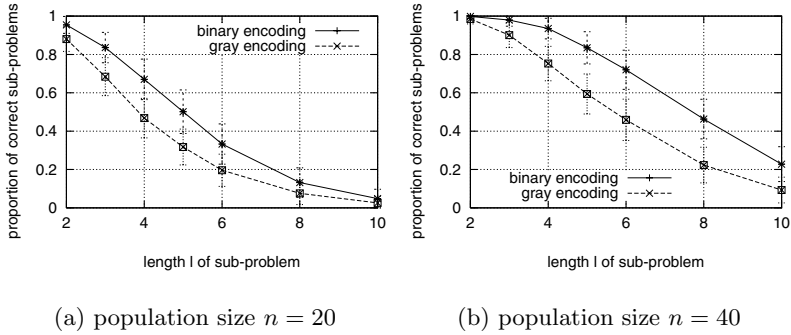 proportion of correct sub-problems
1
0.8
0.6
0.4
0.2
0
binary encoding
gray encoding
2 4 6 8 10
length l of sub-problem
(a) population size n = 20
proportion of correct sub-problems
1
0.8
0.6
0.4
0.2
0
binary encoding
gray encoding
2 4 6 8 10
length l of sub-problem
(b) population size n = 40